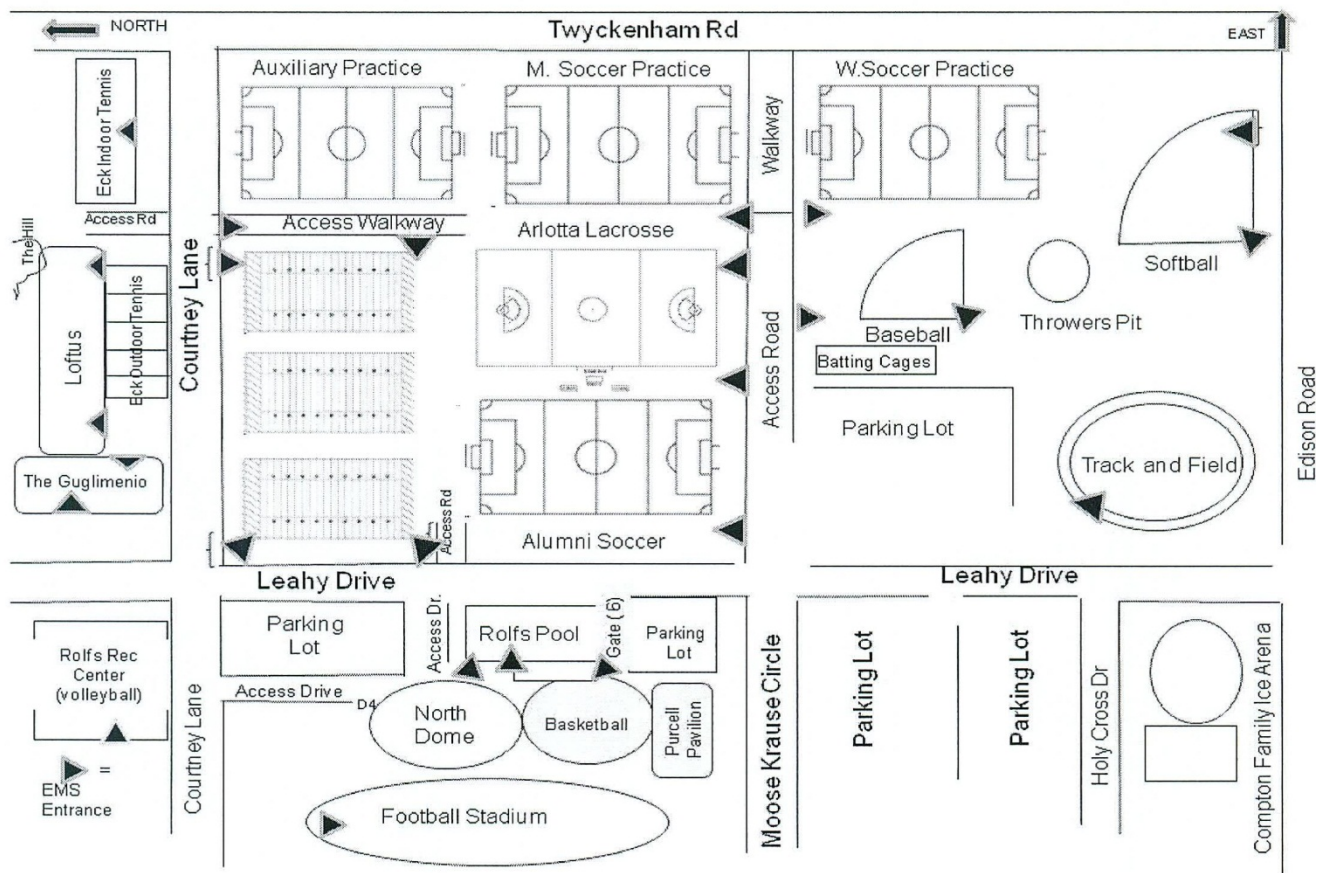 NORTH
Twyckenham Rd
EAST
Auxiliary Practice
M. Soccer Practice
W.Soccer Practice
Eck Indoor Tennis
Walkway
Access Rd
Access Walkway
Arlotta Lacrosse
The Hill
Courtney Lane
Softball
Loftus
Eck Outdoor Tennis
Access Road
Baseball
Throwers Pit
Batting Cages
Parking Lot
Edison Road
The Guglimenio
Track and Field
Access Rd
Alumni Soccer
Leahy Drive
Leahy Drive
Parking
Lot
Access Dr.
Rolfs Pool
Gate (6)
Parking
Lot
Rolfs Rec
Center
(volleyball)
Access Drive
D4
North
Dome
Basketball
Purcell
Pavilion
Moose Krause Circle
Parking Lot
Parking Lot
Holy Cross Dr
Compton Family Ice Arena
Courtney Lane
=
EMS
Entrance
Football Stadium